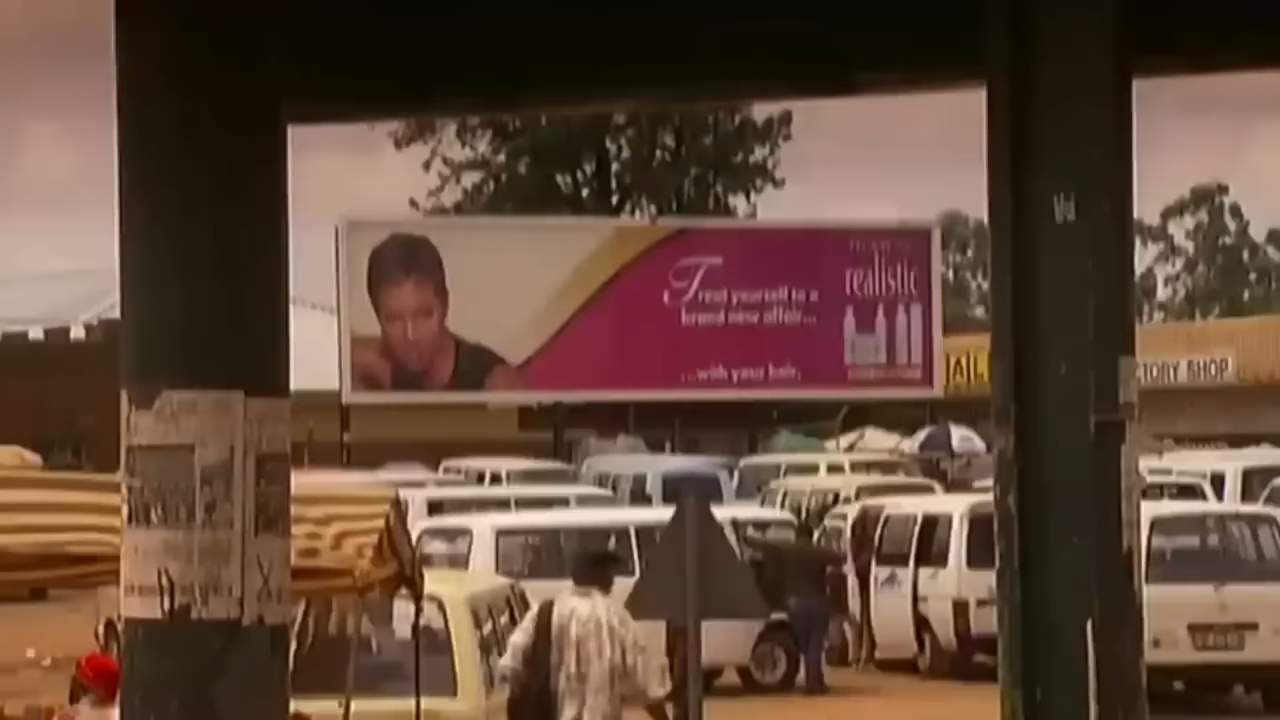 realistic
Treat yourself to a
brand new affair...
...with your hair.
TORY SHOP